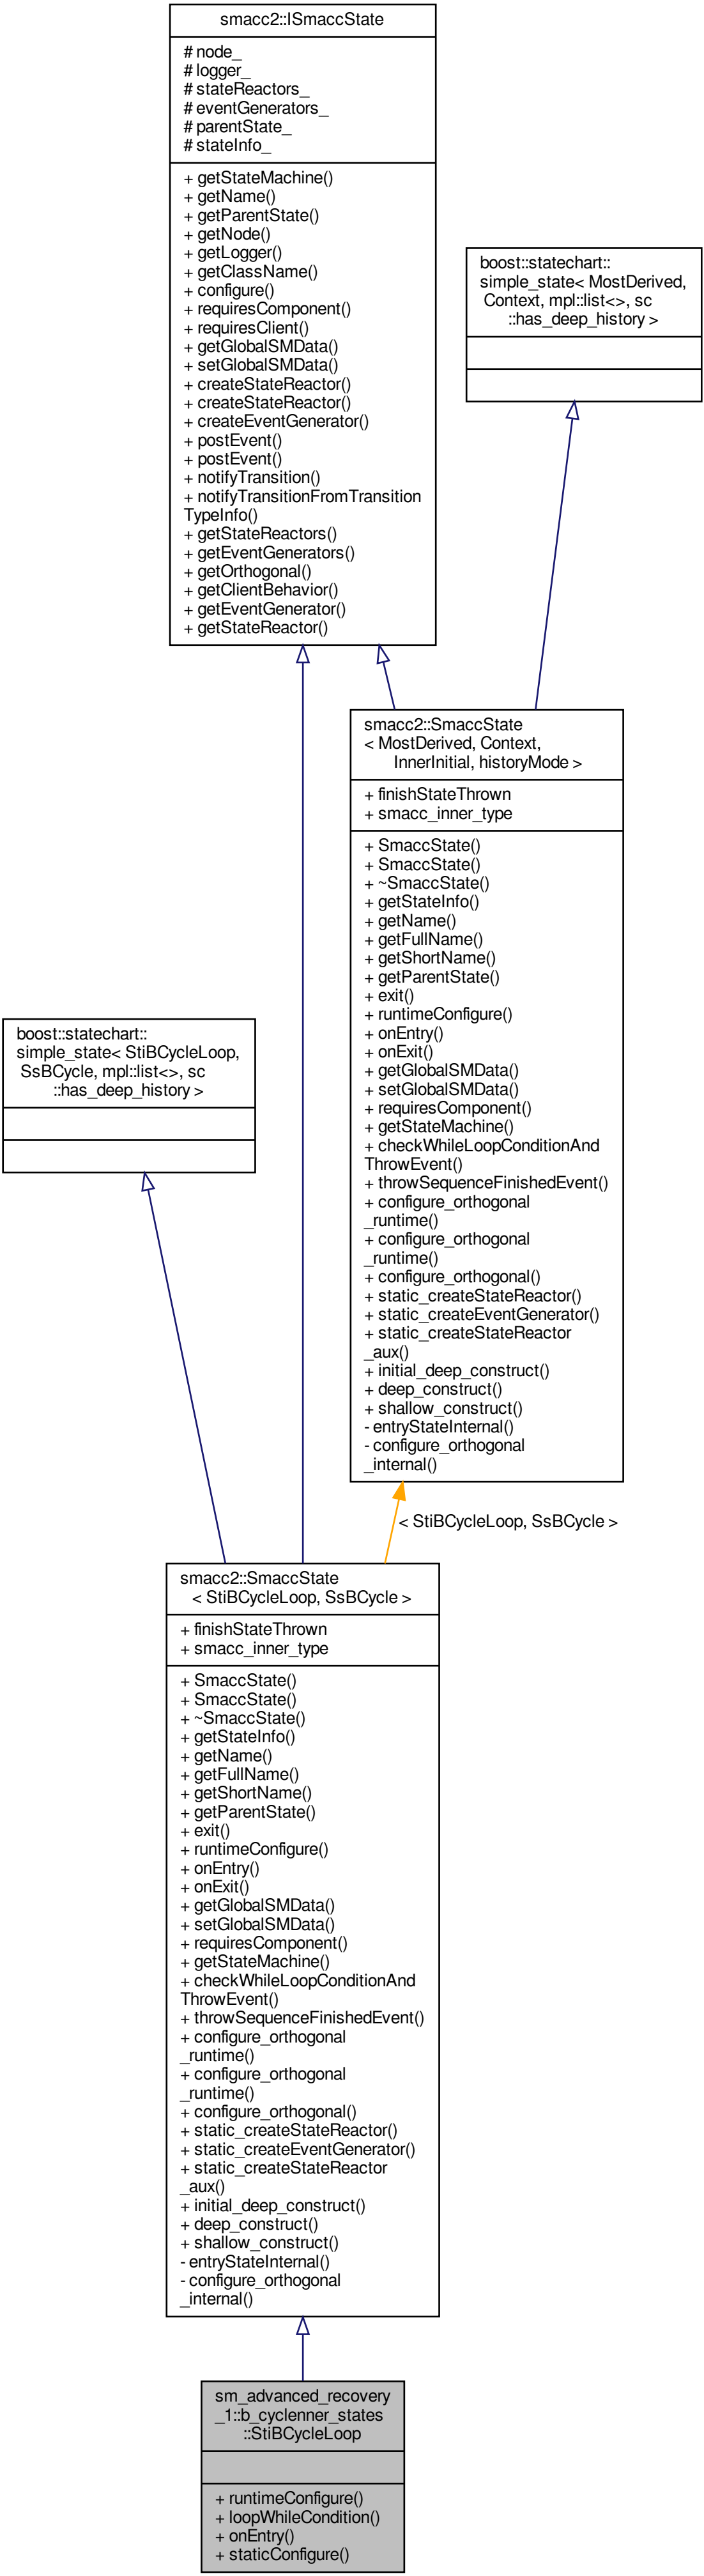 smacc2::ISmaccState
# node_
# logger_
# stateReactors_
# eventGenerators_
# parentState_
# stateInfo_
+ getStateMachine()
+ getName()
+ getParentState()
+ getNode()
+ getLogger()
+ getClassName()
+ configure()
+ requiresComponent()
+ requiresClient()
+ getGlobalSMData()
+ setGlobalSMData()
+ createStateReactor()
+ createStateReactor()
+ createEventGenerator()
+ postEvent()
+ postEvent()
+ notifyTransition()
+ notifyTransitionFromTransition
TypeInfo()
+ getStateReactors()
+ getEventGenerators()
+ getOrthogonal()
+ getClientBehavior()
+ getEventGenerator()
+ getStateReactor()
boost::statechart::
simple_state< MostDerived,
Context, mpl::list<>, sc
::has_deep_history >
smacc2::SmaccState
< MostDerived, Context,
InnerInitial, historyMode >
+ finishStateThrown
+ smacc_inner_type
+ SmaccState()
+ SmaccState()
+ ~SmaccState()
+ getStateInfo()
+ getName()
+ getFullName()
+ getShortName()
+ getParentState()
+ exit()
+ runtimeConfigure()
+ onEntry()
+ onExit()
+ getGlobalSMData()
+ setGlobalSMData()
+ requiresComponent()
+ getStateMachine()
+ checkWhileLoopConditionAnd
ThrowEvent()
+ throwSequenceFinishedEvent()
+ configure_orthogonal
_runtime()
+ configure_orthogonal
_runtime()
+ configure_orthogonal()
+ static_createStateReactor()
+ static_createEventGenerator()
+ static_createStateReactor
_aux()
+ initial_deep_construct()
+ deep_construct()
+ shallow_construct()
- entryStateInternal()
- configure_orthogonal
_internal()
boost::statechart::
simple_state< StiBCycleLoop,
SsBCycle, mpl::list<>, sc
::has_deep_history >
< StiBCycleLoop, SsBCycle >
smacc2::SmaccState
< StiBCycleLoop, SsBCycle >
+ finishStateThrown
+ smacc_inner_type
+ SmaccState()
+ SmaccState()
+ ~SmaccState()
+ getStateInfo()
+ getName()
+ getFullName()
+ getShortName()
+ getParentState()
+ exit()
+ runtimeConfigure()
+ onEntry()
+ onExit()
+ getGlobalSMData()
+ setGlobalSMData()
+ requiresComponent()
+ getStateMachine()
+ checkWhileLoopConditionAnd
ThrowEvent()
+ throwSequenceFinishedEvent()
+ configure_orthogonal
_runtime()
+ configure_orthogonal
_runtime()
+ configure_orthogonal()
+ static_createStateReactor()
+ static_createEventGenerator()
+ static_createStateReactor
_aux()
+ initial_deep_construct()
+ deep_construct()
+ shallow_construct()
- entryStateInternal()
- configure_orthogonal
_internal()
sm_advanced_recovery
_1::b_cyclenner_states
::StiBCycleLoop
+ runtimeConfigure()
+ loopWhileCondition()
+ onEntry()
+ staticConfigure()